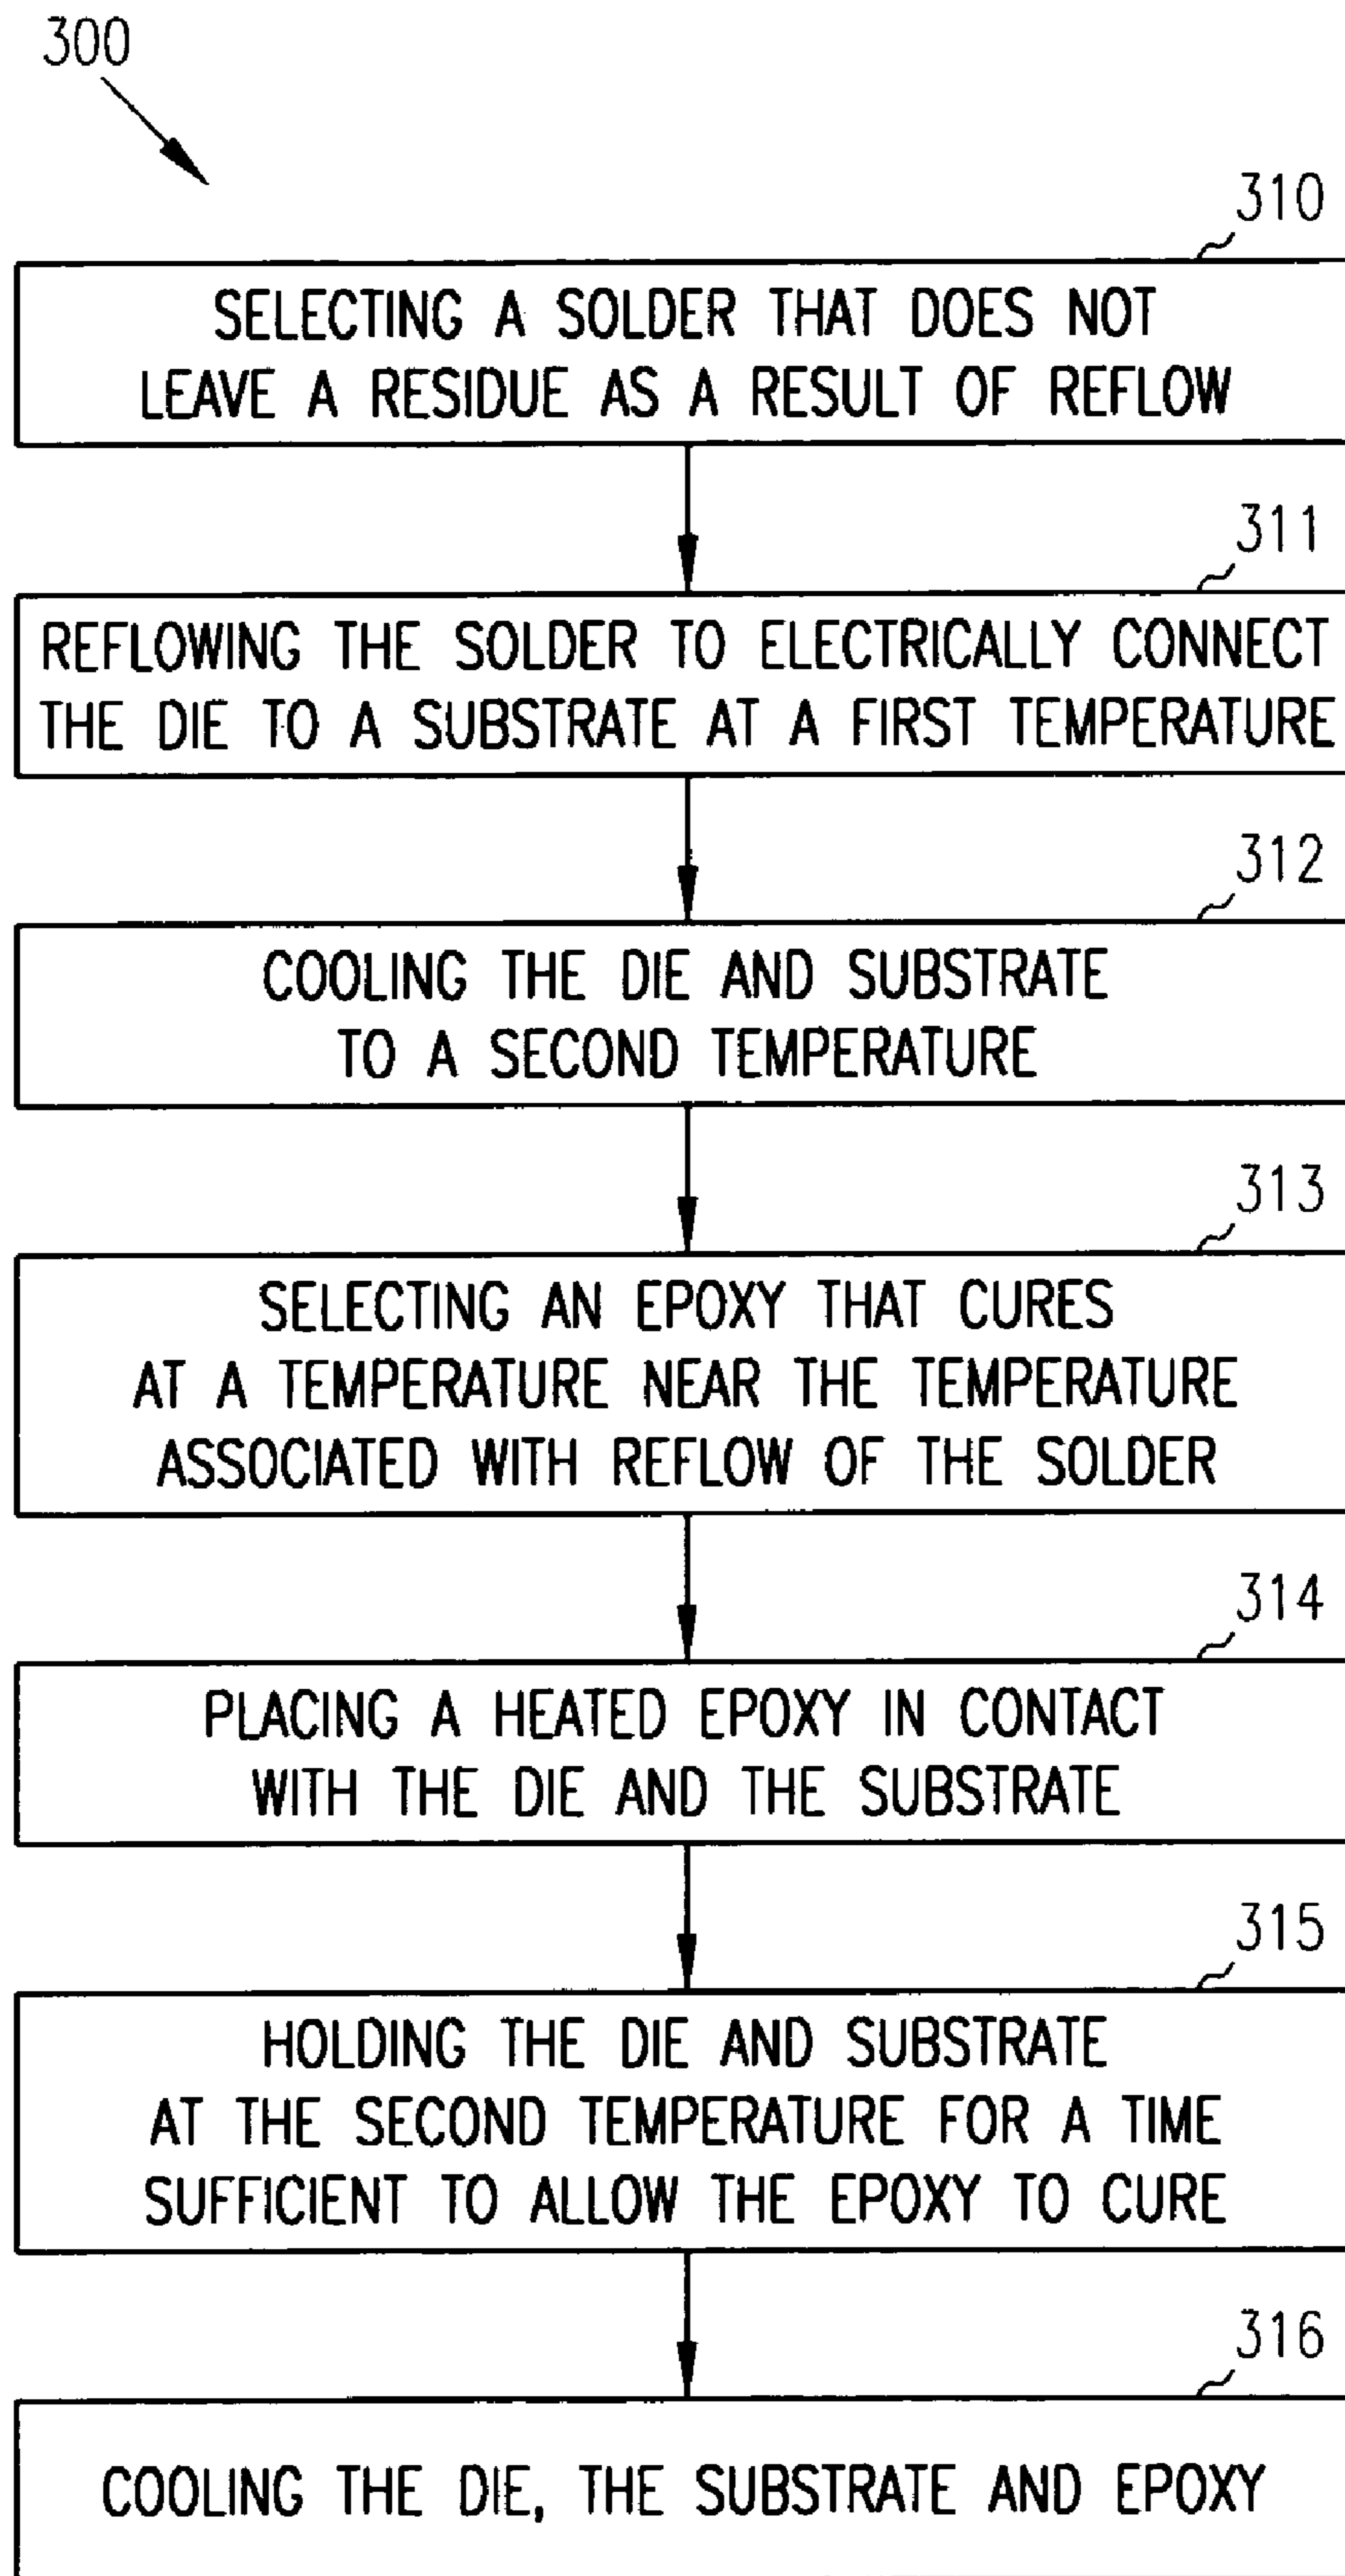 300
310
SELECTING A SOLDER THAT DOES NOT
LEAVE A RESIDUE AS A RESULT OF REFLOW
311
REFLOWING THE SOLDER TO ELECTRICALLY CONNECT
THE DIE TO A SUBSTRATE AT A FIRST TEMPERATURE
312
COOLING THE DIE AND SUBSTRATE
TO A SECOND TEMPERATURE
313
SELECTING AN EPOXY THAT CURES
AT A TEMPERATURE NEAR THE TEMPERATURE
ASSOCIATED WITH REFLOW OF THE SOLDER
314
PLACING A HEATED EPOXY IN CONTACT
WITH THE DIE AND THE SUBSTRATE
315
HOLDING THE DIE AND SUBSTRATE
AT THE SECOND TEMPERATURE FOR A TIME
SUFFICIENT TO ALLOW THE EPOXY TO CURE
316
COOLING THE DIE, THE SUBSTRATE AND EPOXY